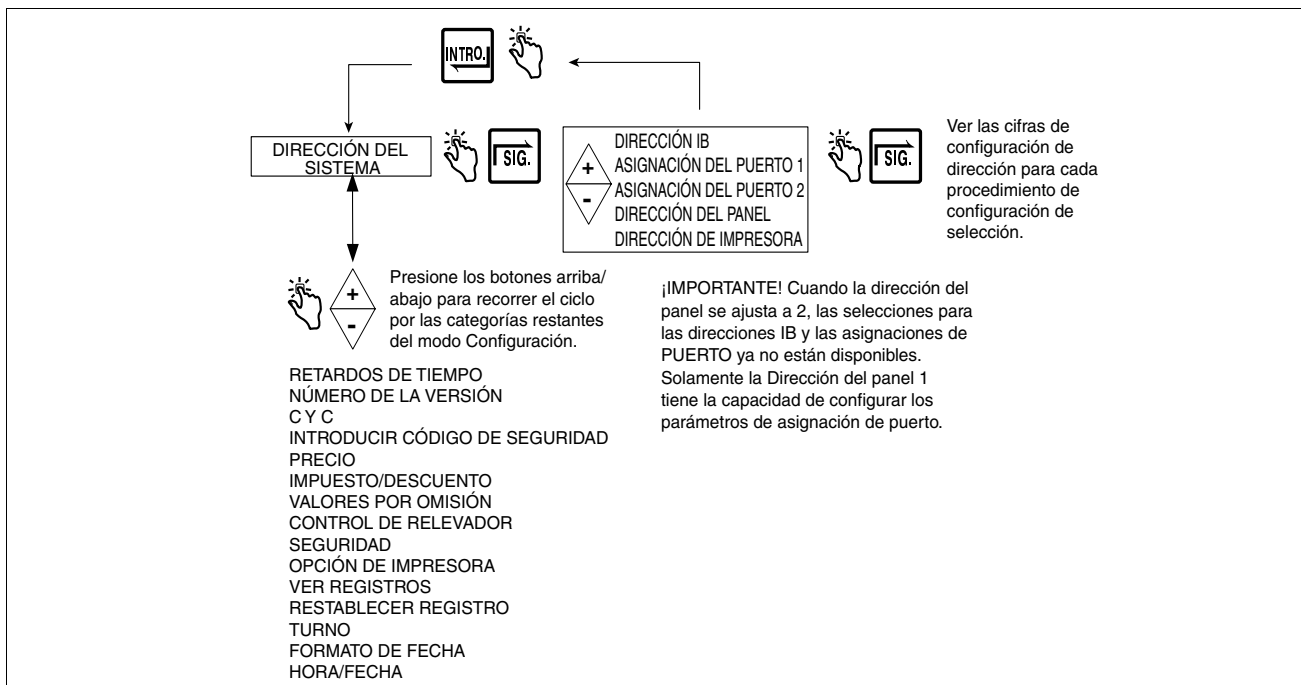 INTRO.
DIRECCIÓN DEL
SISTEMA
SIG.
DIRECCIÓN IB
ASIGNACIÓN DEL PUERTO 1
ASIGNACIÓN DEL PUERTO 2
DIRECCIÓN DEL PANEL
DIRECCIÓN DE IMPRESORA
+
-
SIG.
Ver las cifras de
configuración de
dirección para cada
procedimiento de
configuración de
selección.
+
-
Presione los botones arriba/
abajo para recorrer el ciclo
por las categorías restantes
del modo Configuración.
¡IMPORTANTE! Cuando la dirección del
panel se ajusta a 2, las selecciones para
las direcciones IB y las asignaciones de
PUERTO ya no están disponibles.
Solamente la Dirección del panel 1
tiene la capacidad de configurar los
parámetros de asignación de puerto.
RETARDOS DE TIEMPO
NÚMERO DE LA VERSIÓN
C Y C
INTRODUCIR CÓDIGO DE SEGURIDAD
PRECIO
IMPUESTO/DESCUENTO
VALORES POR OMISIÓN
CONTROL DE RELEVADOR
SEGURIDAD
OPCIÓN DE IMPRESORA
VER REGISTROS
RESTABLECER REGISTRO
TURNO
FORMATO DE FECHA
HORA/FECHA